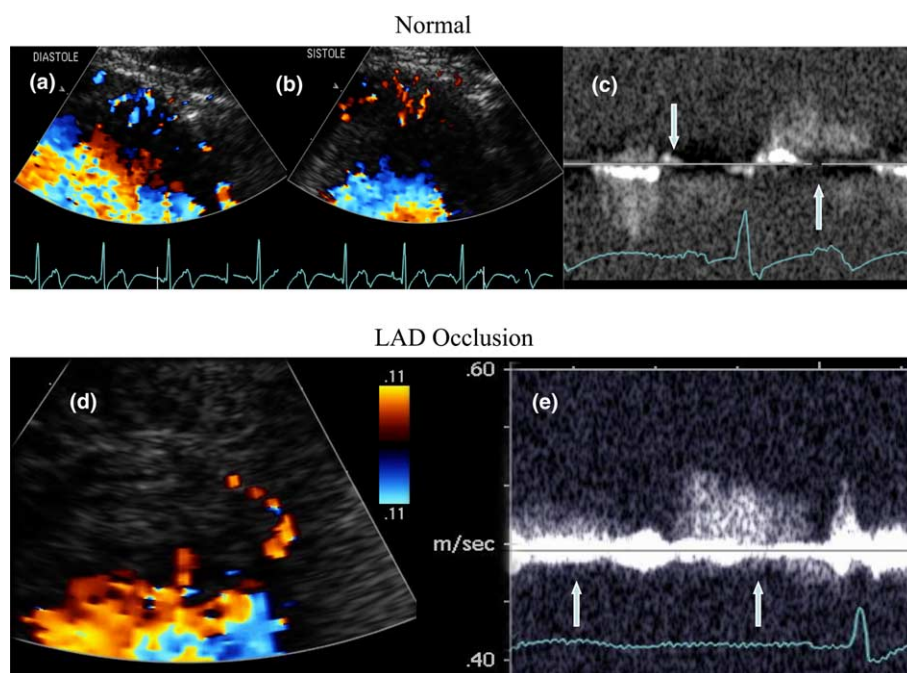 Normal
DIASTOLE
(a)
SISTOLE
(b)
(c)
LAD Occlusion
(d)
.11
.11
.60
(e)
m/sec
.40